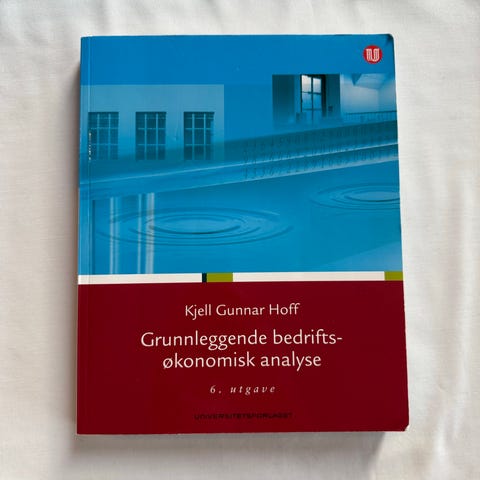 Kjell Gunnar Hoff
Grunnleggende bedrifts-
økonomisk analyse
6. utgave
UNIVERSITETSFORLAGET